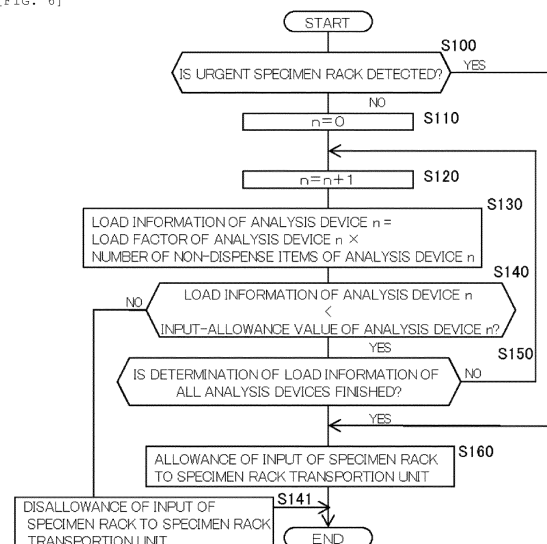 [FIG. 6]
START
S100
IS URGENT SPECIMEN RACK DETECTED?
YES
NO
n=0
S110
n=n+1
S120
S130
LOAD INFORMATION OF ANALYSIS DEVICE n =
LOAD FACTOR OF ANALYSIS DEVICE n ×
NUMBER OF NON-DISPENSE ITEMS OF ANALYSIS DEVICE n
S140
NO
LOAD INFORMATION OF ANALYSIS DEVICE n
<
INPUT-ALLOWANCE VALUE OF ANALYSIS DEVICE n?
YES
S150
IS DETERMINATION OF LOAD INFORMATION OF
ALL ANALYSIS DEVICES FINISHED?
NO
YES
S160
ALLOWANCE OF INPUT OF SPECIMEN RACK
TO SPECIMEN RACK TRANSPORTION UNIT
S141
DISALLOWANCE OF INPUT OF
SPECIMEN RACK TO SPECIMEN RACK
TRANSPORTION UNIT
END